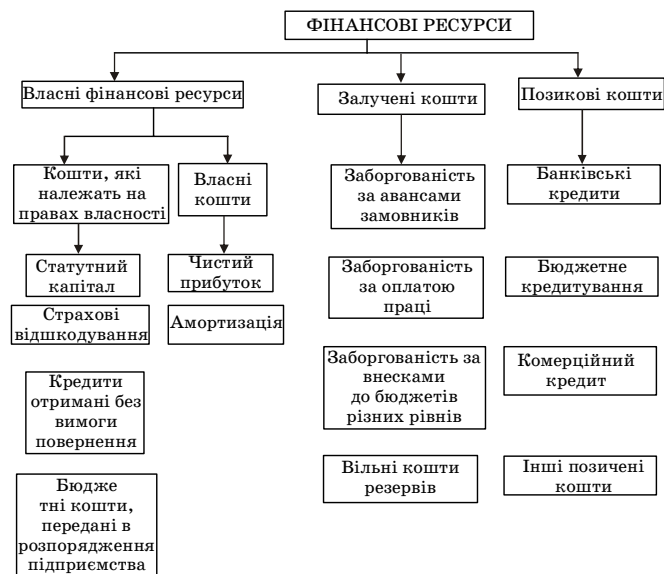 ФІНАНСОВІ РЕСУРСИ
Власні фінансові ресурси
Залучені кошти
Позикові кошти
Кошти, які
належать на
правах власності
Власні
кошти
Заборгованість
за авансами
замовників
Банківські
кредити
Статутний
капітал
Чистий
прибуток
Заборгованість
за оплатою
праці
Бюджетне
кредитування
Страхові
відшкодування
Амортизація
Заборгованість за
внесками
до бюджетів
різних рівнів
Комерційний
кредит
Кредити
отримані без
вимоги
повернення
Вільні кошти
резервів
Інші позичені
кошти
Бюдже
тні кошти,
передані в
розпорядження
підприємства